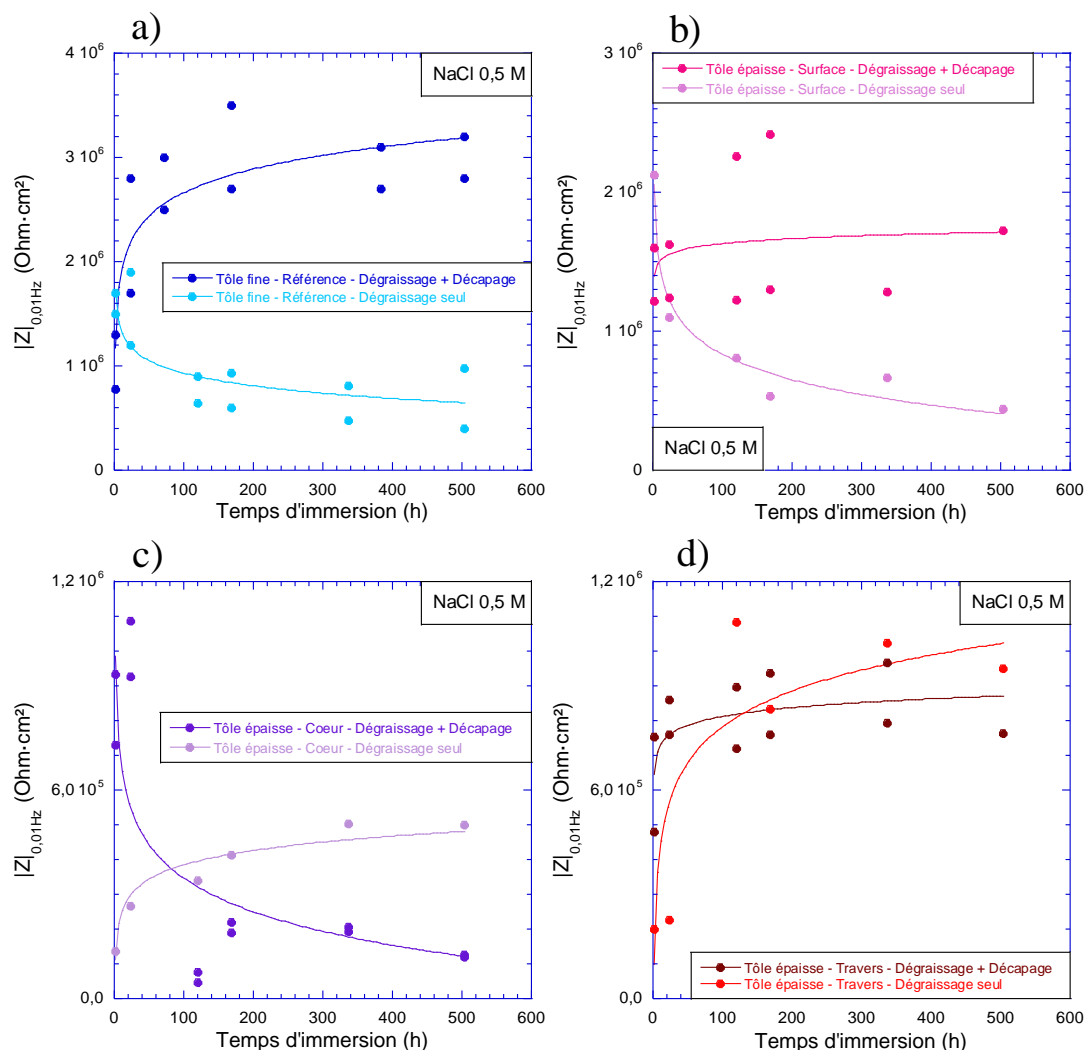 a)
4 10⁶
3 10⁶
2 10⁶
1 10⁶
0
|Z|0,01Hz (Ohm·cm²)
NaCl 0,5 M
Tôle fine - Référence - Dégraissage + Décapage
Tôle fine - Référence - Dégraissage seul
0 100 200 300 400 500 600
Temps d'immersion (h)
b)
3 10⁶
2 10⁶
1 10⁶
0
|Z|0,01Hz (Ohm·cm²)
Tôle épaisse - Surface - Dégraissage + Décapage
Tôle épaisse - Surface - Dégraissage seul
NaCl 0,5 M
0 100 200 300 400 500 600
Temps d'immersion (h)
c)
1,2 10⁶
6,0 10⁵
0,0
|Z|0,01Hz (Ohm·cm²)
NaCl 0,5 M
Tôle épaisse - Coeur - Dégraissage + Décapage
Tôle épaisse - Coeur - Dégraissage seul
0 100 200 300 400 500 600
Temps d'immersion (h)
d)
1,2 10⁶
6,0 10⁵
0,0
|Z|0,01Hz (Ohm·cm²)
NaCl 0,5 M
Tôle épaisse - Travers - Dégraissage + Décapage
Tôle épaisse - Travers - Dégraissage seul
0 100 200 300 400 500 600
Temps d'immersion (h)